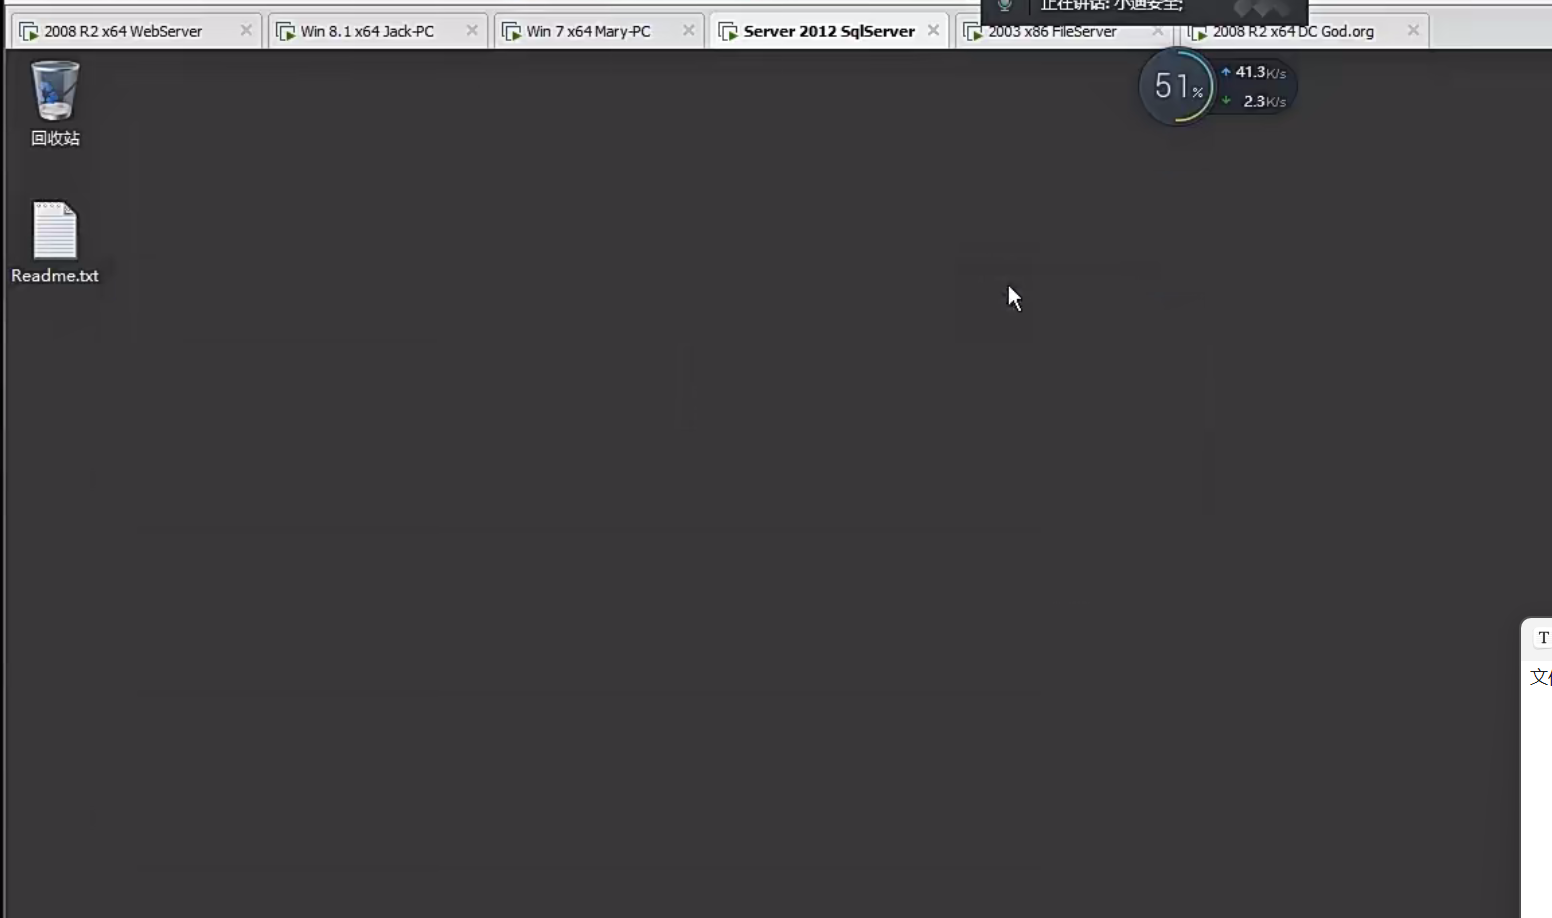 正在讲话: 小迪安全;
2008 R2 x64 WebServer
Win 8.1 x64 Jack-PC
Win 7 x64 Mary-PC
Server 2012 SqlServer
2003 x86 FileServer
2008 R2 x64 DC God.org
51%
41.3K/s
2.3K/s
回收站
Readme.txt
T
文